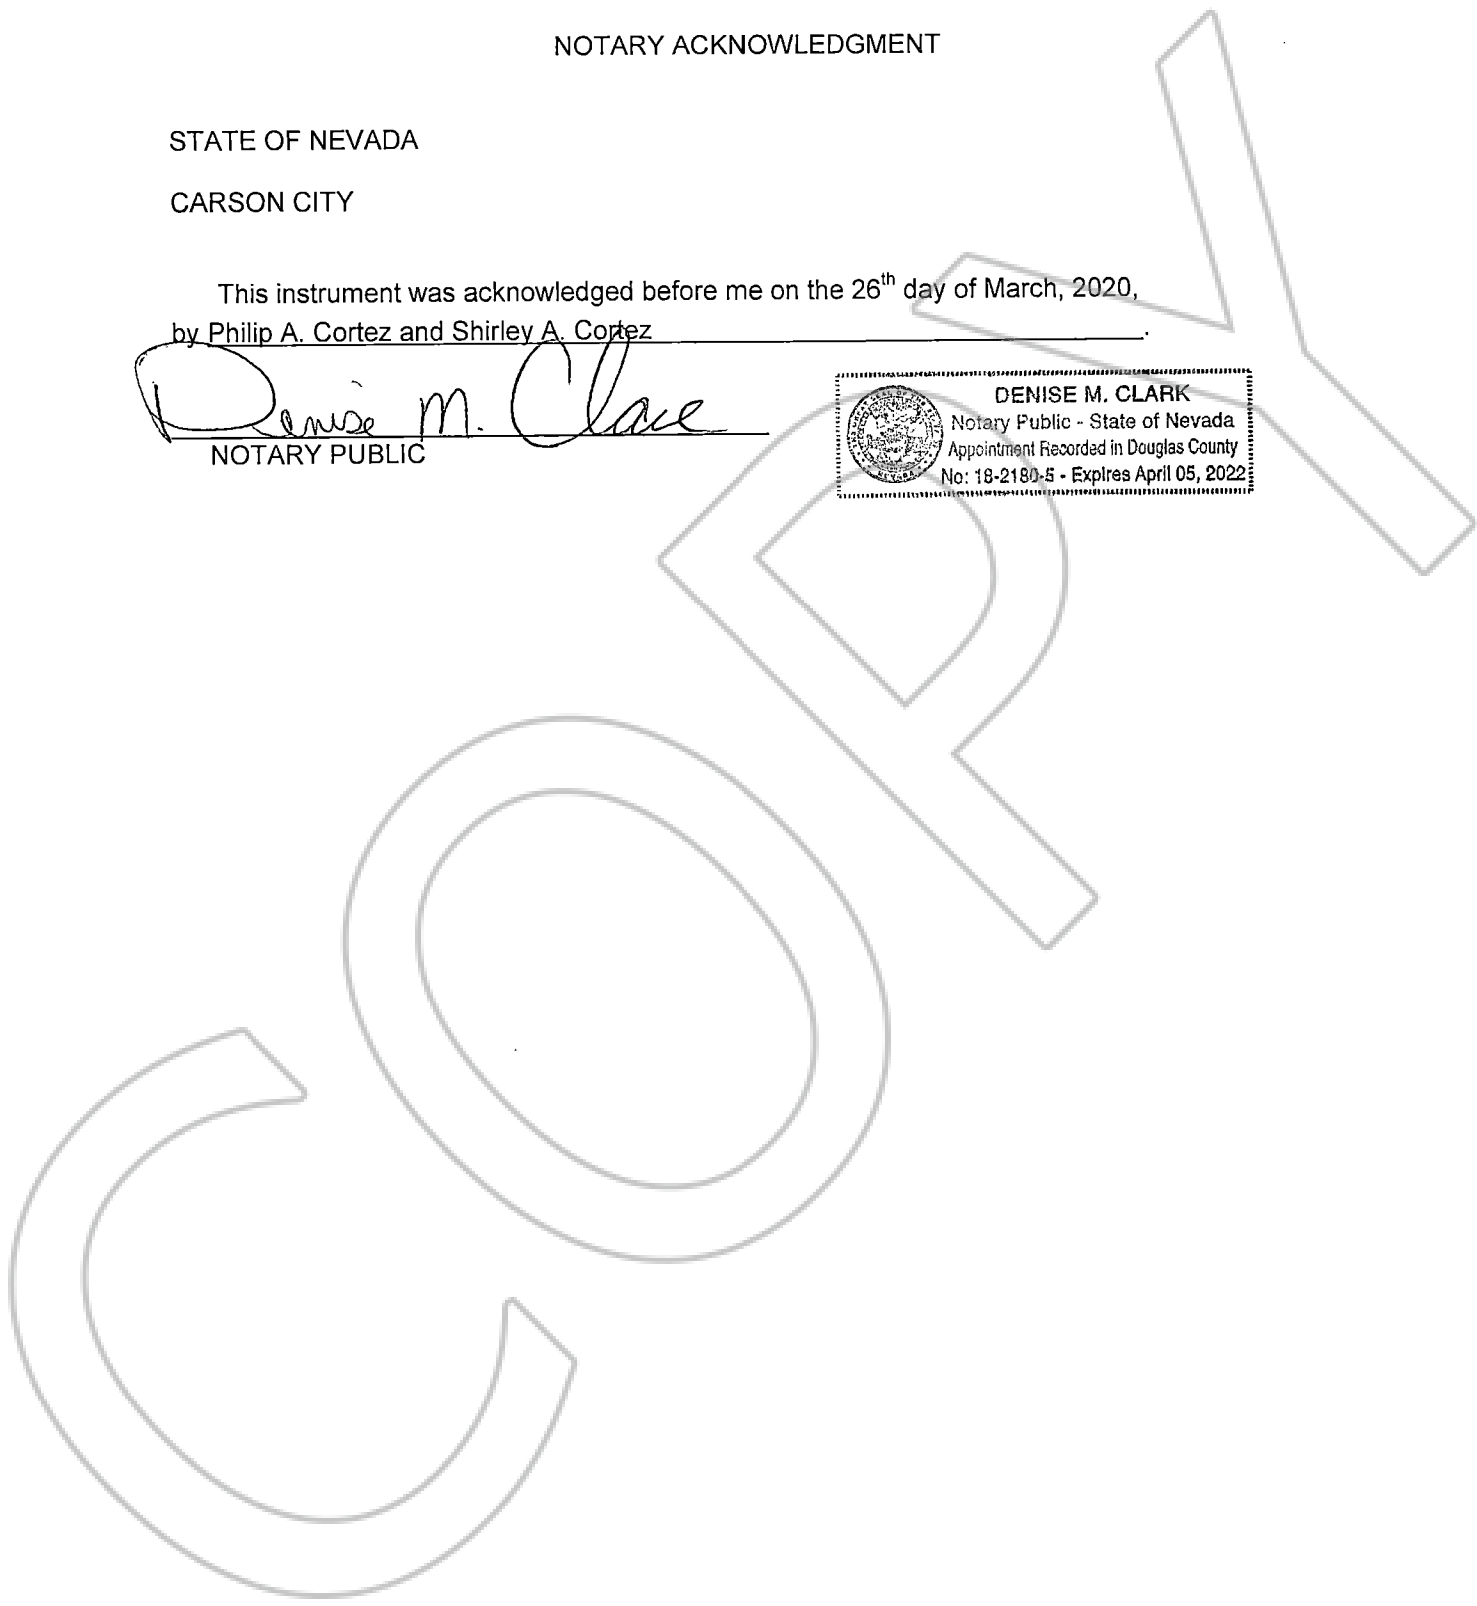 NOTARY ACKNOWLEDGMENT
STATE OF NEVADA
CARSON CITY
This instrument was acknowledged before me on the 26th day of March, 2020,
by Philip A. Cortez and Shirley A. Cortez.
Denise M. Clark
NOTARY PUBLIC
DENISE M. CLARK
Notary Public - State of Nevada
Appointment Recorded in Douglas County
No: 18-2180-5 - Expires April 05, 2022
COPY